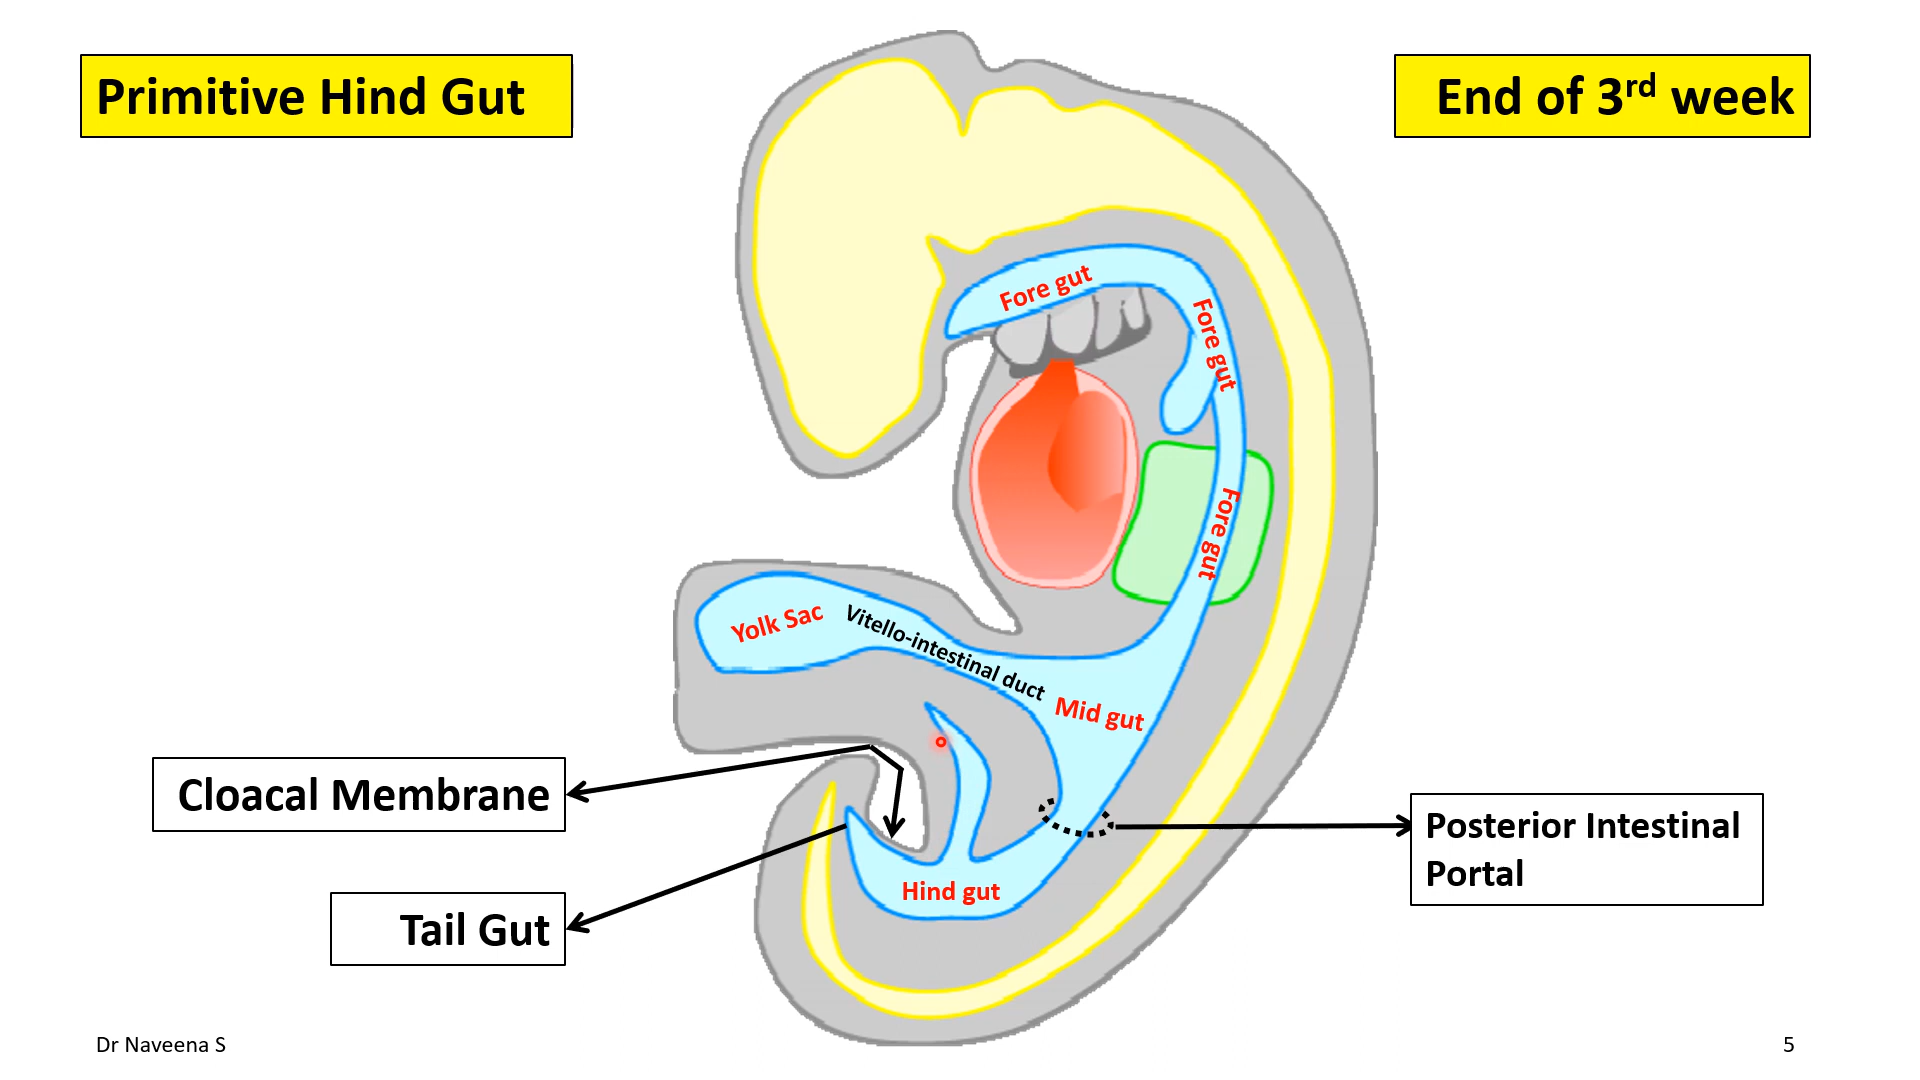 Primitive Hind Gut
End of 3rd week
Fore gut
Fore gut
Fore gut
Yolk Sac
Vitello-intestinal duct
Mid gut
Cloacal Membrane
Posterior Intestinal
Portal
Hind gut
Tail Gut
Dr Naveena S
5